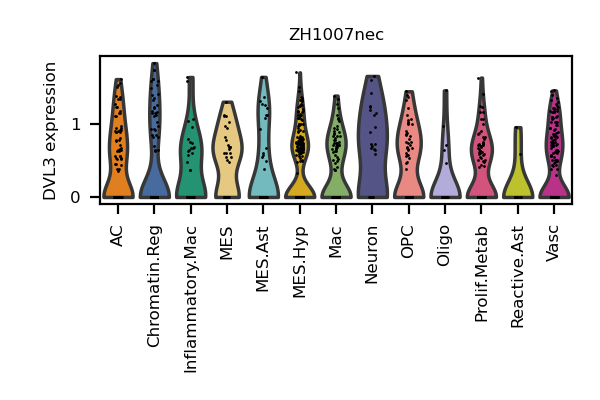 ZH1007nec
DVL3 expression
1
0
AC
Chromatin.Reg
Inflammatory.Mac
MES
MES.Ast
MES.Hyp
Mac
Neuron
OPC
Oligo
Prolif.Metab
Reactive.Ast
Vasc